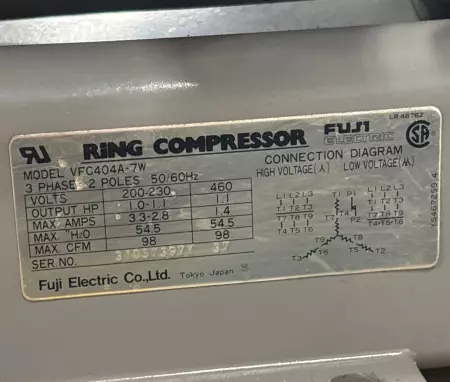 LR 48762
RING COMPRESSOR FUJI ELECTRIC SA
MODEL VFC404A-7W CONNECTION DIAGRAM
3 PHASE 2 POLES 50/60Hz HIGH VOLTAGE(⅄) LOW VOLTAGE(⅄⅄)
VOLTS 200-230 460
OUTPUT HP 1.0-1.1 1.1
MAX. AMPS 3.3-2.8 1.4
MAX. "H2O 54.5 54.5
MAX. CFM 98 98
SER.NO. 37
L1 L2 L3
T1 T2 T3
T7 T8 T9
T4 T5 T6
T1 P1
T4 T7 P2
T9 T8
T6 T5
T3 T2
L1 L2 L3
T1 T2 T3
T7 T8 T9
T4-T5-T6
Fuji Electric Co.,Ltd. Tokyo Japan